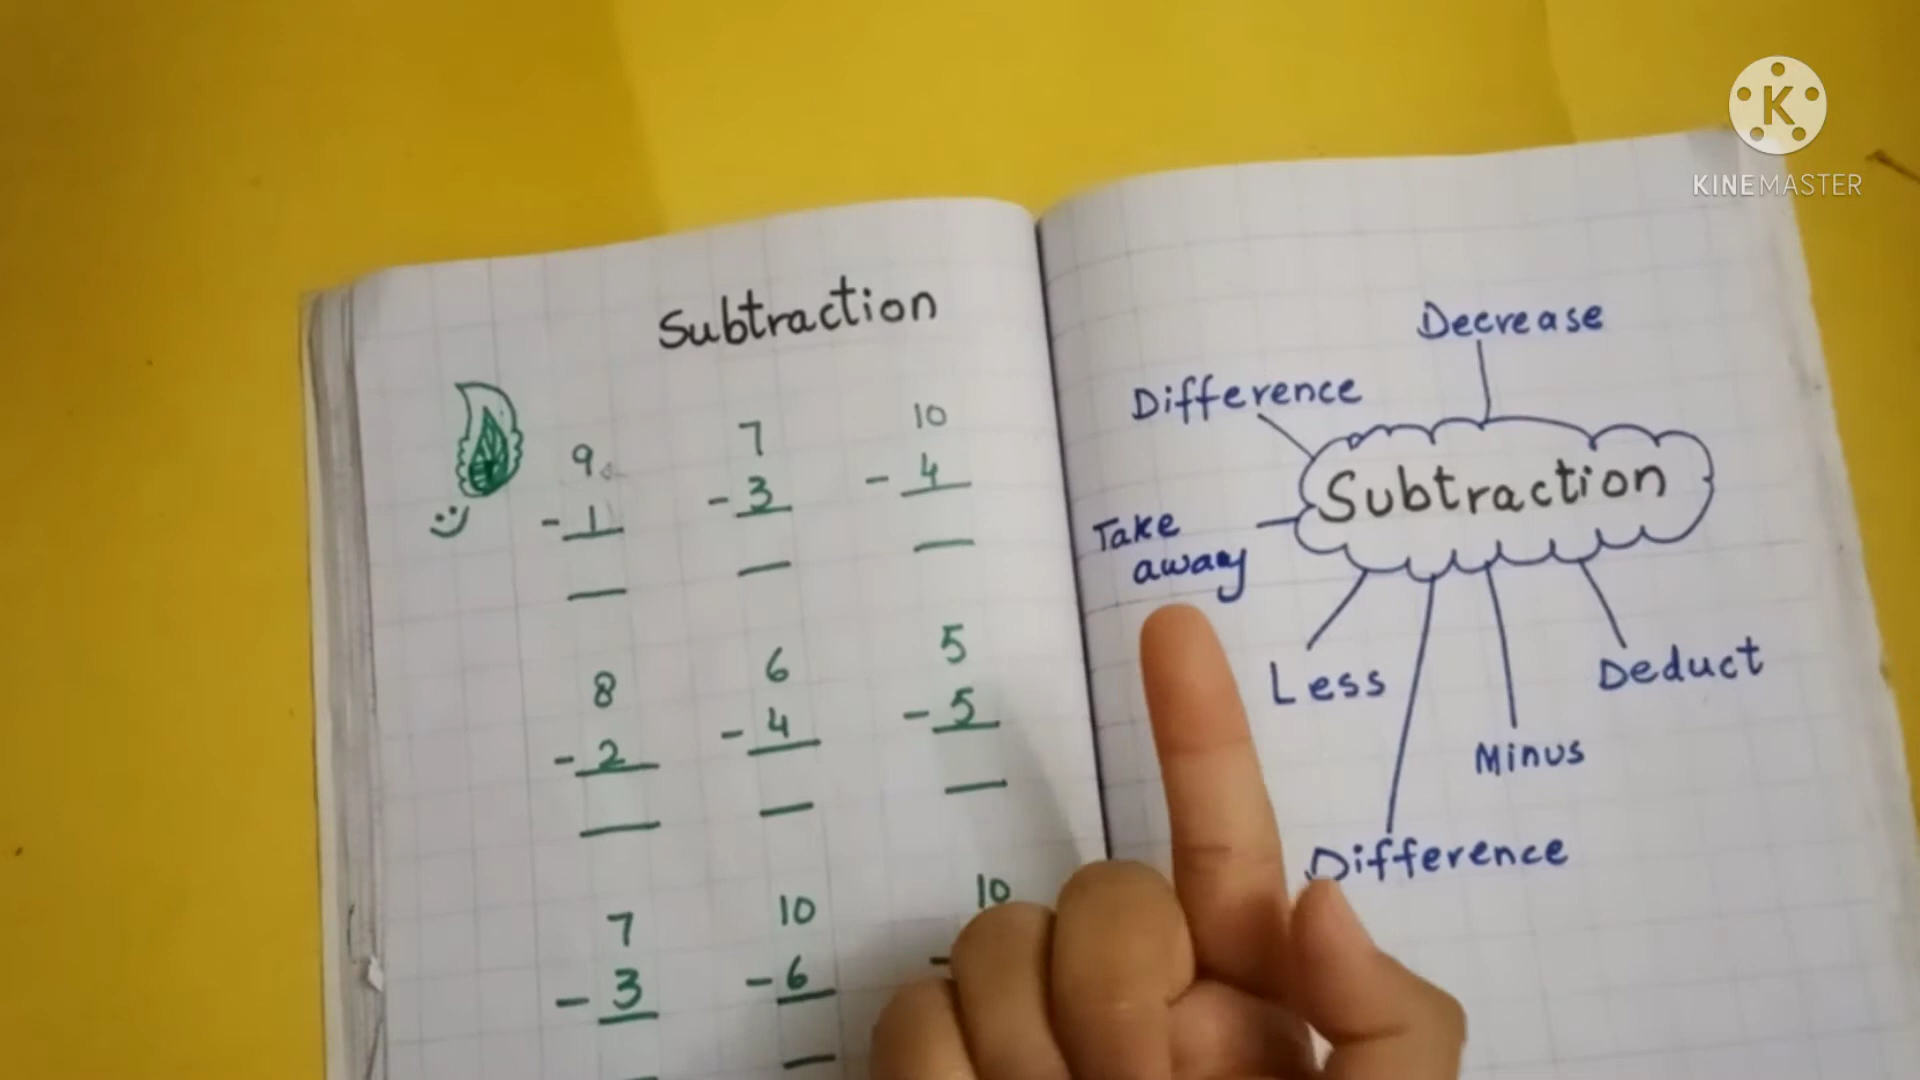 Subtraction
9 7 10
- 1 - 3 - 4
8 6 5
- 2 - 4 - 5
7 10 10
- 3 - 6 -
Decrease
Difference
Subtraction
Take
away
Less
Deduct
Minus
Difference
K
KINEMASTER